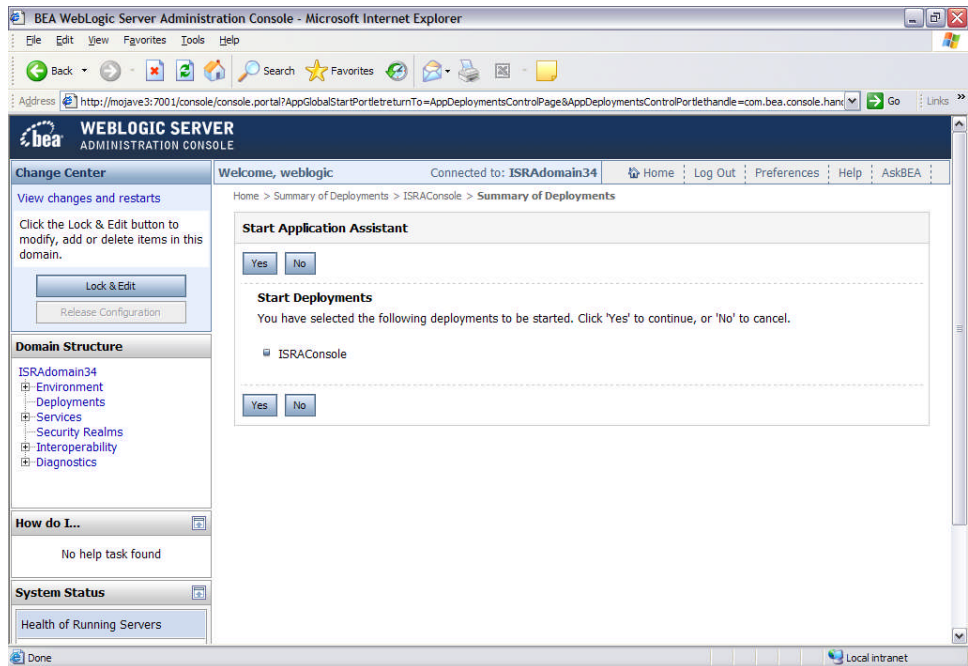 BEA WebLogic Server Administration Console - Microsoft Internet Explorer
File Edit View Favorites Tools Help
Back Search Favorites
Address http://mojave3:7001/console/console.portal?AppGlobalStartPortletreturnTo=AppDeploymentsControlPage&AppDeploymentsControlPortlethandle=com.bea.console.hand Go Links »
bea WEBLOGIC SERVER
ADMINISTRATION CONSOLE
Change Center
View changes and restarts
Click the Lock & Edit button to
modify, add or delete items in this
domain.
Lock & Edit
Release Configuration
Domain Structure
ISRAdomain34
Environment
Deployments
Services
Security Realms
Interoperability
Diagnostics
How do I...
No help task found
System Status
Health of Running Servers
Welcome, weblogic Connected to: ISRAdomain34 Home Log Out Preferences Help AskBEA
Home > Summary of Deployments > ISRAConsole > Summary of Deployments
Start Application Assistant
Yes No
Start Deployments
You have selected the following deployments to be started. Click 'Yes' to continue, or 'No' to cancel.
ISRAConsole
Yes No
Done Local intranet